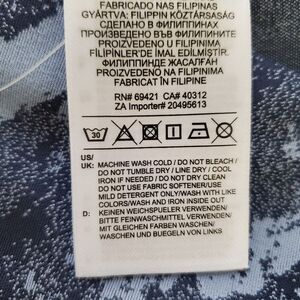 FABRICADO NAS FILIPINAS
GYÁRTVA: FILIPPIN KÖZTÁRSASÁG
СДЕЛАНО В ФИЛИППИНАХ
ПРОИЗВЕДЕНО ВЪВ ФИЛИПИНИТЕ
PROIZVEDENO U FILIPINIMA
FİLİPİNLER'DE İMAL EDİLMİŞTİR.
ФИЛИППИНДЕ ЖАСАЛҒАН
PROIZVEDENO NA FILIPINIMA
FABRICAT ÎN FILIPINE
RN# 69421 CA# 40312
ZA Importer# 20495613
30
US/
UK: MACHINE WASH COLD / DO NOT BLEACH /
DO NOT TUMBLE DRY / LINE DRY / COOL
IRON IF NEEDED / DO NOT DRY CLEAN
DO NOT USE FABRIC SOFTENER/USE
MILD DETERGENT ONLY/WASH WITH LIKE
COLORS/WASH AND IRON INSIDE OUT
D: KEINEN WEICHSPUELER VERWENDEN/
BITTE FEINWASCHMITTEL VERWENDEN/
MIT GLEICHEN FARBEN WASCHEN/
WASCHEN UND BUEGELN VON LINKS